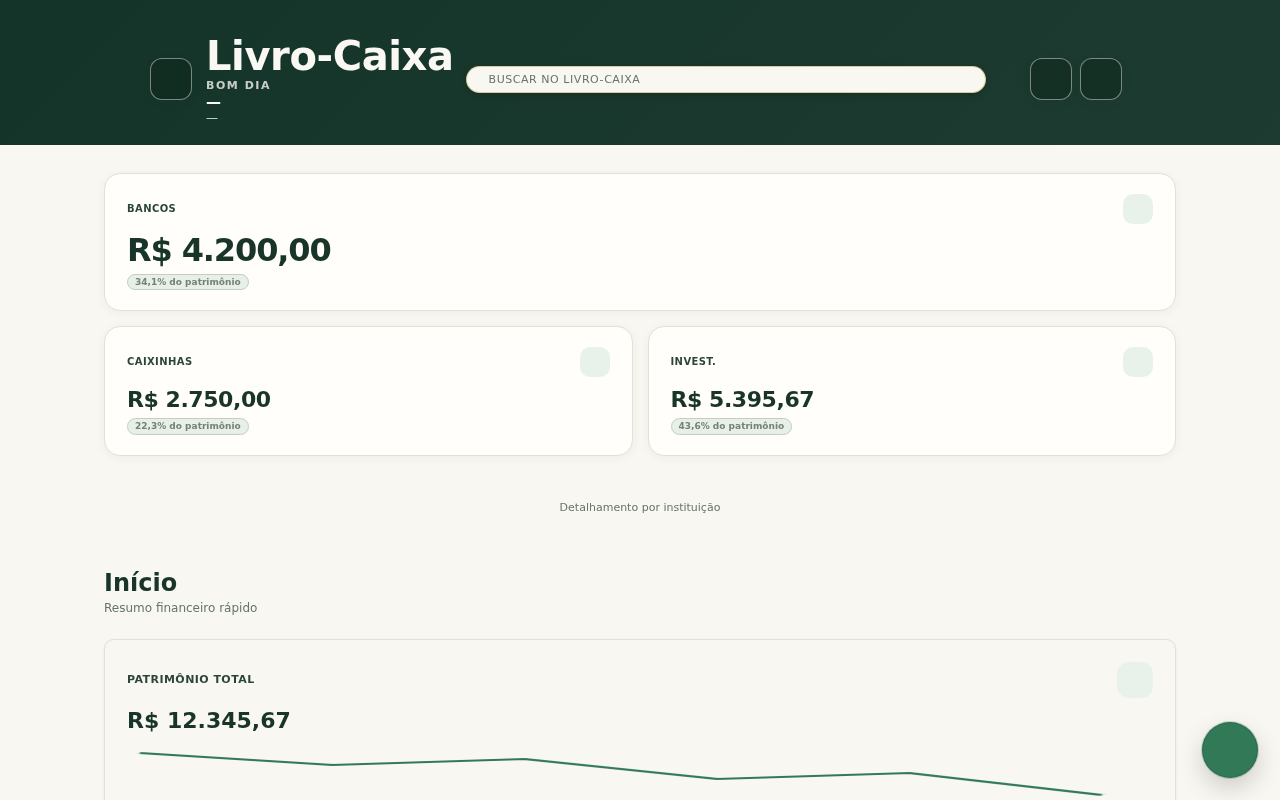 Livro-Caixa
BOM DIA
—
—
BUSCAR NO LIVRO-CAIXA
BANCOS
R$ 4.200,00
34,1% do patrimônio
CAIXINHAS
R$ 2.750,00
22,3% do patrimônio
INVEST.
R$ 5.395,67
43,6% do patrimônio
Detalhamento por instituição
Início
Resumo financeiro rápido
PATRIMÔNIO TOTAL
R$ 12.345,67